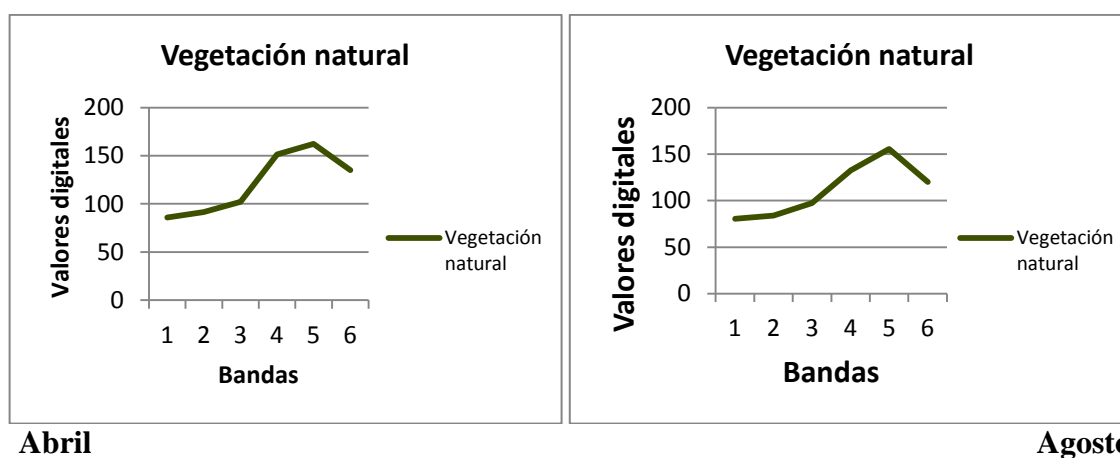 Vegetación natural
Valores digitales
200
150
100
50
0
1 2 3 4 5 6
Bandas
Vegetación
natural
Vegetación natural
Valores digitales
200
150
100
50
0
1 2 3 4 5 6
Bandas
Vegetación
natural
Abril
Agosto